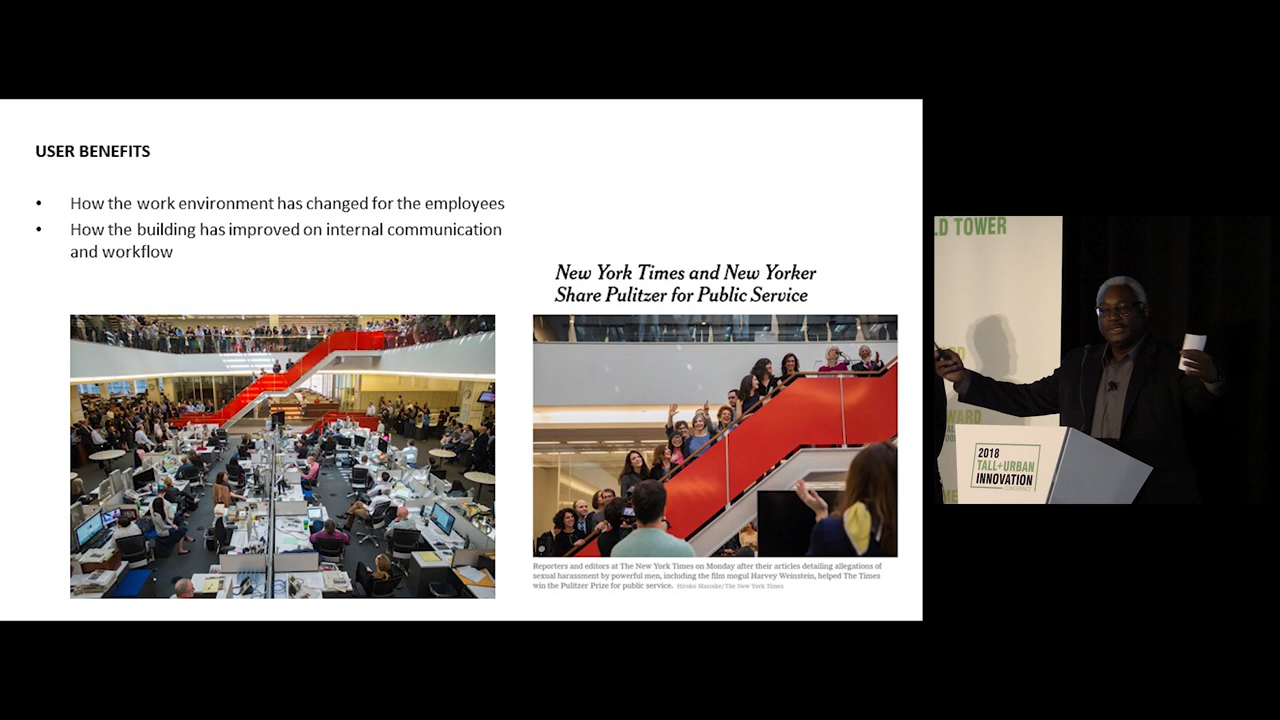 USER BENEFITS
• How the work environment has changed for the employees
• How the building has improved on internal communication
and workflow
New York Times and New Yorker
Share Pulitzer for Public Service
Reporters and editors at The New York Times on Monday after their articles detailing allegations of
sexual harassment by powerful men, including the film mogul Harvey Weinstein, helped The Times
win the Pulitzer Prize for public service. Hiroko Masuike/The New York Times
LD TOWER
WARD
2018
TALL+URBAN
INNOVATION
CONFERENCE